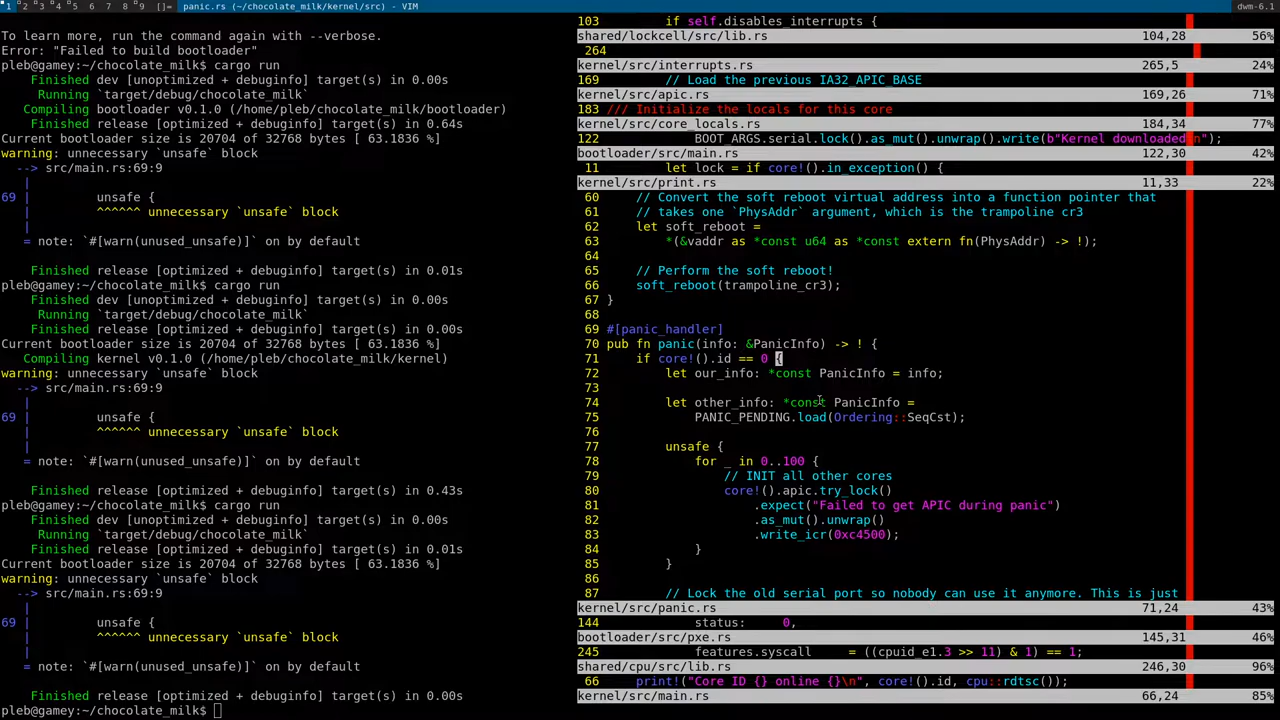 1 2 3 4 5 6 7 8 9 []= panic.rs (~/chocolate_milk/kernel/src) - VIM dwm-6.1
To learn more, run the command again with --verbose.
Error: "Failed to build bootloader"
pleb@gamey:~/chocolate_milk$ cargo run
Finished dev [unoptimized + debuginfo] target(s) in 0.00s
Running `target/debug/chocolate_milk`
Compiling bootloader v0.1.0 (/home/pleb/chocolate_milk/bootloader)
Finished release [optimized + debuginfo] target(s) in 0.64s
Current bootloader size is 20704 of 32768 bytes [ 63.1836 %]
warning: unnecessary `unsafe` block
--> src/main.rs:69:9
|
69 | unsafe {
| ^^^^^^ unnecessary `unsafe` block
|
= note: `#[warn(unused_unsafe)]` on by default
Finished release [optimized + debuginfo] target(s) in 0.01s
pleb@gamey:~/chocolate_milk$ cargo run
Finished dev [unoptimized + debuginfo] target(s) in 0.00s
Running `target/debug/chocolate_milk`
Finished release [optimized + debuginfo] target(s) in 0.00s
Current bootloader size is 20704 of 32768 bytes [ 63.1836 %]
Compiling kernel v0.1.0 (/home/pleb/chocolate_milk/kernel)
warning: unnecessary `unsafe` block
--> src/main.rs:69:9
|
69 | unsafe {
| ^^^^^^ unnecessary `unsafe` block
|
= note: `#[warn(unused_unsafe)]` on by default
Finished release [optimized + debuginfo] target(s) in 0.43s
pleb@gamey:~/chocolate_milk$ cargo run
Finished dev [unoptimized + debuginfo] target(s) in 0.00s
Running `target/debug/chocolate_milk`
Finished release [optimized + debuginfo] target(s) in 0.01s
Current bootloader size is 20704 of 32768 bytes [ 63.1836 %]
warning: unnecessary `unsafe` block
--> src/main.rs:69:9
|
69 | unsafe {
| ^^^^^^ unnecessary `unsafe` block
|
= note: `#[warn(unused_unsafe)]` on by default
Finished release [optimized + debuginfo] target(s) in 0.00s
pleb@gamey:~/chocolate_milk$
103 if self.disables_interrupts {
shared/lockcell/src/lib.rs 104,28 56%
264
kernel/src/interrupts.rs 265,5 24%
169 // Load the previous IA32_APIC_BASE
kernel/src/apic.rs 169,26 71%
183 /// Initialize the locals for this core
kernel/src/core_locals.rs 184,34 77%
122 BOOT_ARGS.serial.lock().as_mut().unwrap().write(b"Kernel downloaded\n");
bootloader/src/main.rs 122,30 42%
11 let lock = if core!().in_exception() {
kernel/src/print.rs 11,33 22%
60 // Convert the soft reboot virtual address into a function pointer that
61 // takes one `PhysAddr` argument, which is the trampoline cr3
62 let soft_reboot =
63 *(&vaddr as *const u64 as *const extern fn(PhysAddr) -> !);
64
65 // Perform the soft reboot!
66 soft_reboot(trampoline_cr3);
67 }
68
69 #[panic_handler]
70 pub fn panic(info: &PanicInfo) -> ! {
71 if core!().id == 0 {
72 let our_info: *const PanicInfo = info;
73
74 let other_info: *const PanicInfo =
75 PANIC_PENDING.load(Ordering::SeqCst);
76
77 unsafe {
78 for _ in 0..100 {
79 // INIT all other cores
80 core!().apic.try_lock()
81 .expect("Failed to get APIC during panic")
82 .as_mut().unwrap()
83 .write_icr(0xc4500);
84 }
85 }
86
87 // Lock the old serial port so nobody can use it anymore. This is just
kernel/src/panic.rs 71,24 43%
144 status: 0,
bootloader/src/pxe.rs 145,31 46%
245 features.syscall = ((cpuid_e1.3 >> 11) & 1) == 1;
shared/cpu/src/lib.rs 246,30 96%
66 print!("Core ID {} online {}\n", core!().id, cpu::rdtsc());
kernel/src/main.rs 66,24 85%